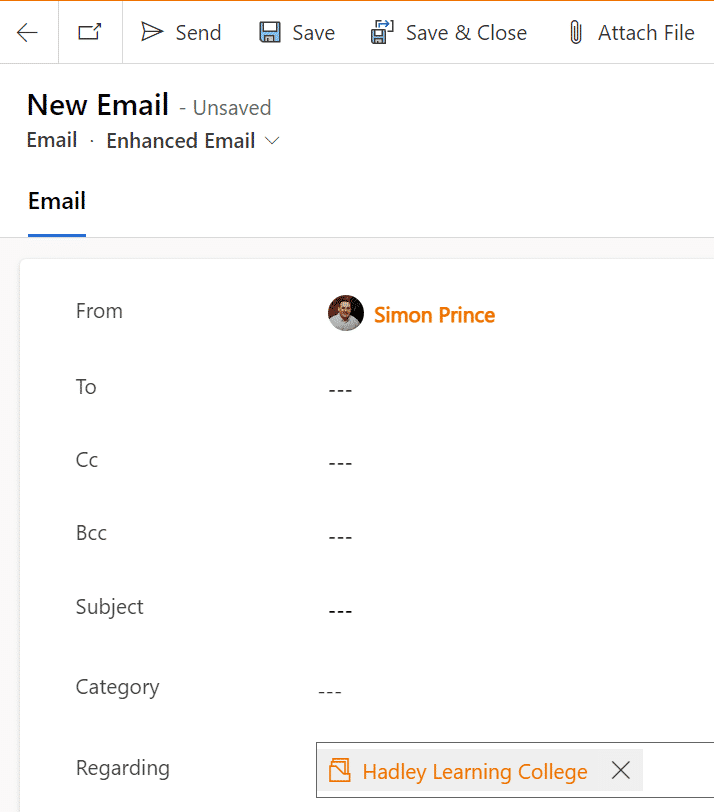 Send Save Save & Close Attach File
New Email - Unsaved
Email · Enhanced Email
Email
From Simon Prince
To ---
Cc ---
Bcc ---
Subject ---
Category ---
Regarding Hadley Learning College